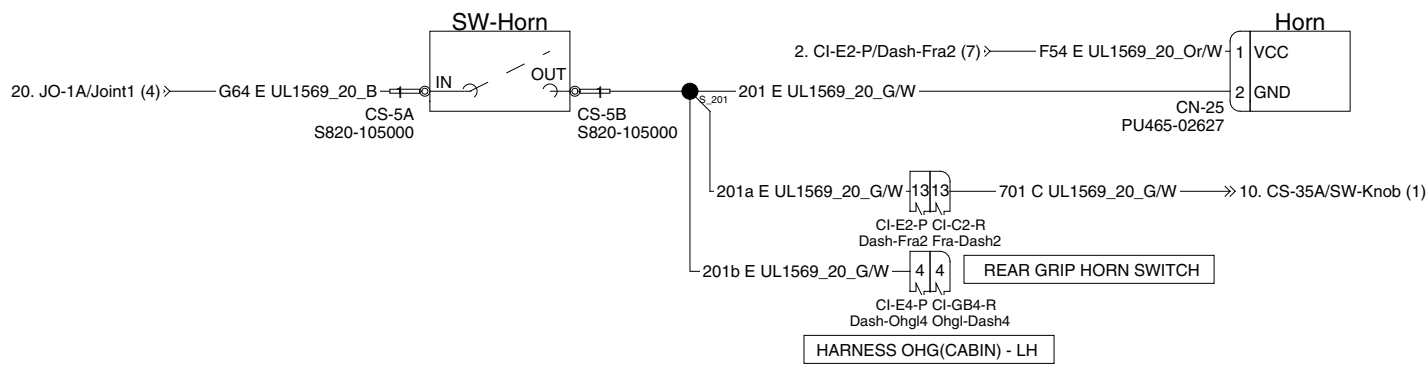 SW-Horn
Horn
2. CI-E2-P/Dash-Fra2 (7)
F54 E UL1569_20_Or/W
1
VCC
20. JO-1A/Joint1 (4)
G64 E UL1569_20_B
1
IN
OUT
1
S_201
201 E UL1569_20_G/W
2
GND
CS-5A
S820-105000
CS-5B
S820-105000
CN-25
PU465-02627
201a E UL1569_20_G/W
13
13
701 C UL1569_20_G/W
10. CS-35A/SW-Knob (1)
CI-E2-P CI-C2-R
Dash-Fra2 Fra-Dash2
201b E UL1569_20_G/W
4
4
REAR GRIP HORN SWITCH
CI-E4-P CI-GB4-R
Dash-Ohgl4 Ohgl-Dash4
HARNESS OHG(CABIN) - LH